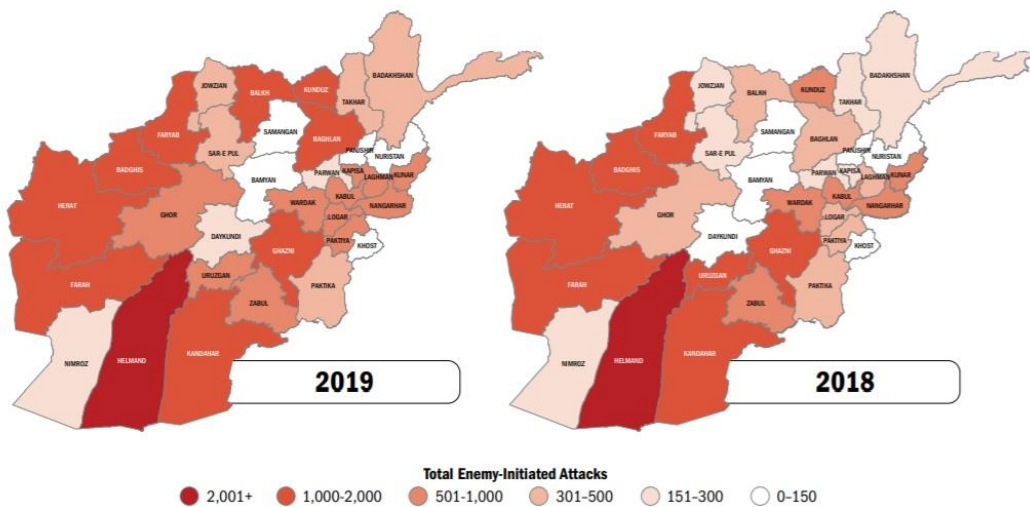 BADAKHSHAN
JOWZJAN
BALKH
KUNDUZ
TAKHAR
FARYAB
SAMANGAN
BAGHLAN
SAR-E PUL
PANJSHIR
NURISTAN
BADGHIS
BAMYAN
PARWAN
KAPISA
LAGHMAN
KUNAR
HERAT
KABUL
WARDAK
NANGARHAR
GHOR
LOGAR
DAYKUNDI
PAKTIYA
KHOST
GHAZNI
FARAH
URUZGAN
PAKTIKA
ZABUL
NIMROZ
HELMAND
KANDAHAR
2019
BADAKHSHAN
JOWZJAN
BALKH
KUNDUZ
TAKHAR
FARYAB
SAMANGAN
BAGHLAN
SAR-E PUL
PANJSHIR
NURISTAN
BADGHIS
BAMYAN
PARWAN
KAPISA
LAGHMAN
KUNAR
HERAT
KABUL
WARDAK
NANGARHAR
GHOR
LOGAR
DAYKUNDI
PAKTIYA
KHOST
GHAZNI
FARAH
URUZGAN
PAKTIKA
ZABUL
NIMROZ
HELMAND
KANDAHAR
2018
Total Enemy-Initiated Attacks
2,001+ 1,000-2,000 501-1,000 301-500 151-300 0–150